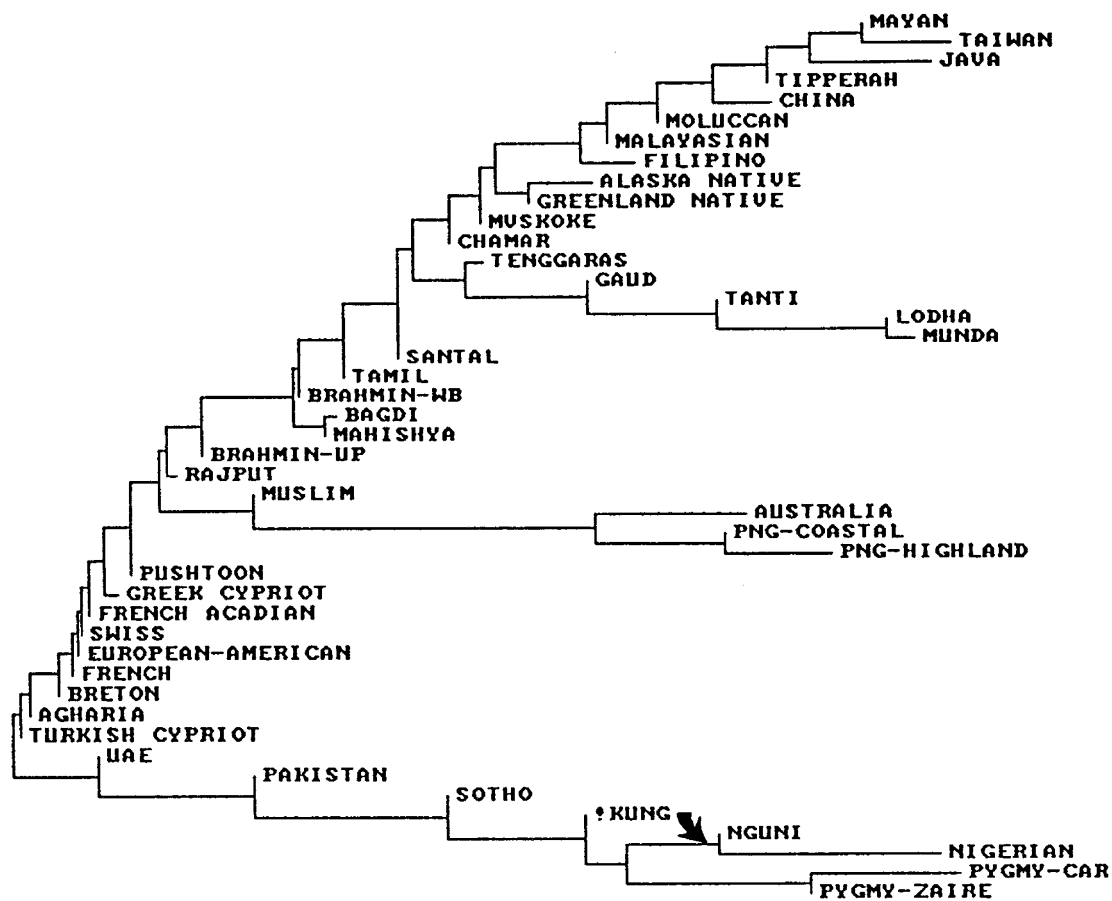 MAYAN
TAIWAN
JAVA
TIPPERAH
CHINA
MOLUCCAN
MALAYASIAN
FILIPINO
ALASKA NATIVE
GREENLAND NATIVE
MVSKOKE
CHAMAR
TENGGARAS
GAUD
TANTI
LODHA
MUNDA
SANTAL
TAMIL
BRAHMIN-WB
BAGDI
MAHISHYA
BRAHMIN-UP
RAJPUT
MUSLIM
AUSTRALIA
PNG-COASTAL
PNG-HIGHLAND
PUSHTOON
GREEK CYPRIOT
FRENCH ACADIAN
SWISS
EUROPEAN-AMERICAN
FRENCH
BRETON
AGHARIA
TURKISH CYPRIOT
UAE
PAKISTAN
SOTHO
!KUNG
NGUNI
NIGERIAN
PYGMY-CAR
PYGMY-ZAIRE